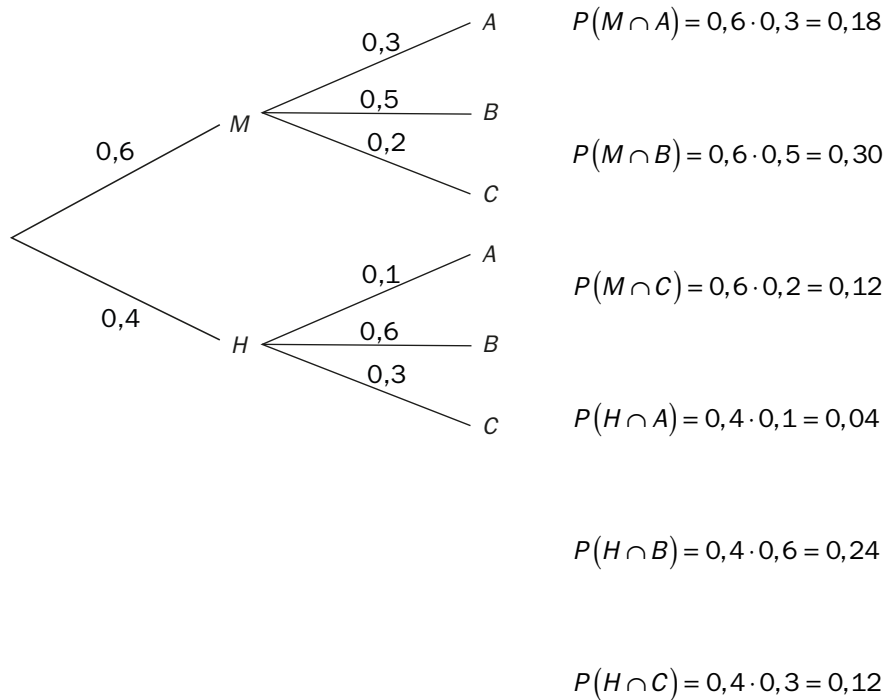 A
P(M ∩ A) = 0,6 · 0,3 = 0,18
0,3
0,5
B
M
0,2
0,6
P(M ∩ B) = 0,6 · 0,5 = 0,30
C
A
0,1
P(M ∩ C) = 0,6 · 0,2 = 0,12
0,4
0,6
H
B
0,3
P(H ∩ A) = 0,4 · 0,1 = 0,04
C
P(H ∩ B) = 0,4 · 0,6 = 0,24
P(H ∩ C) = 0,4 · 0,3 = 0,12